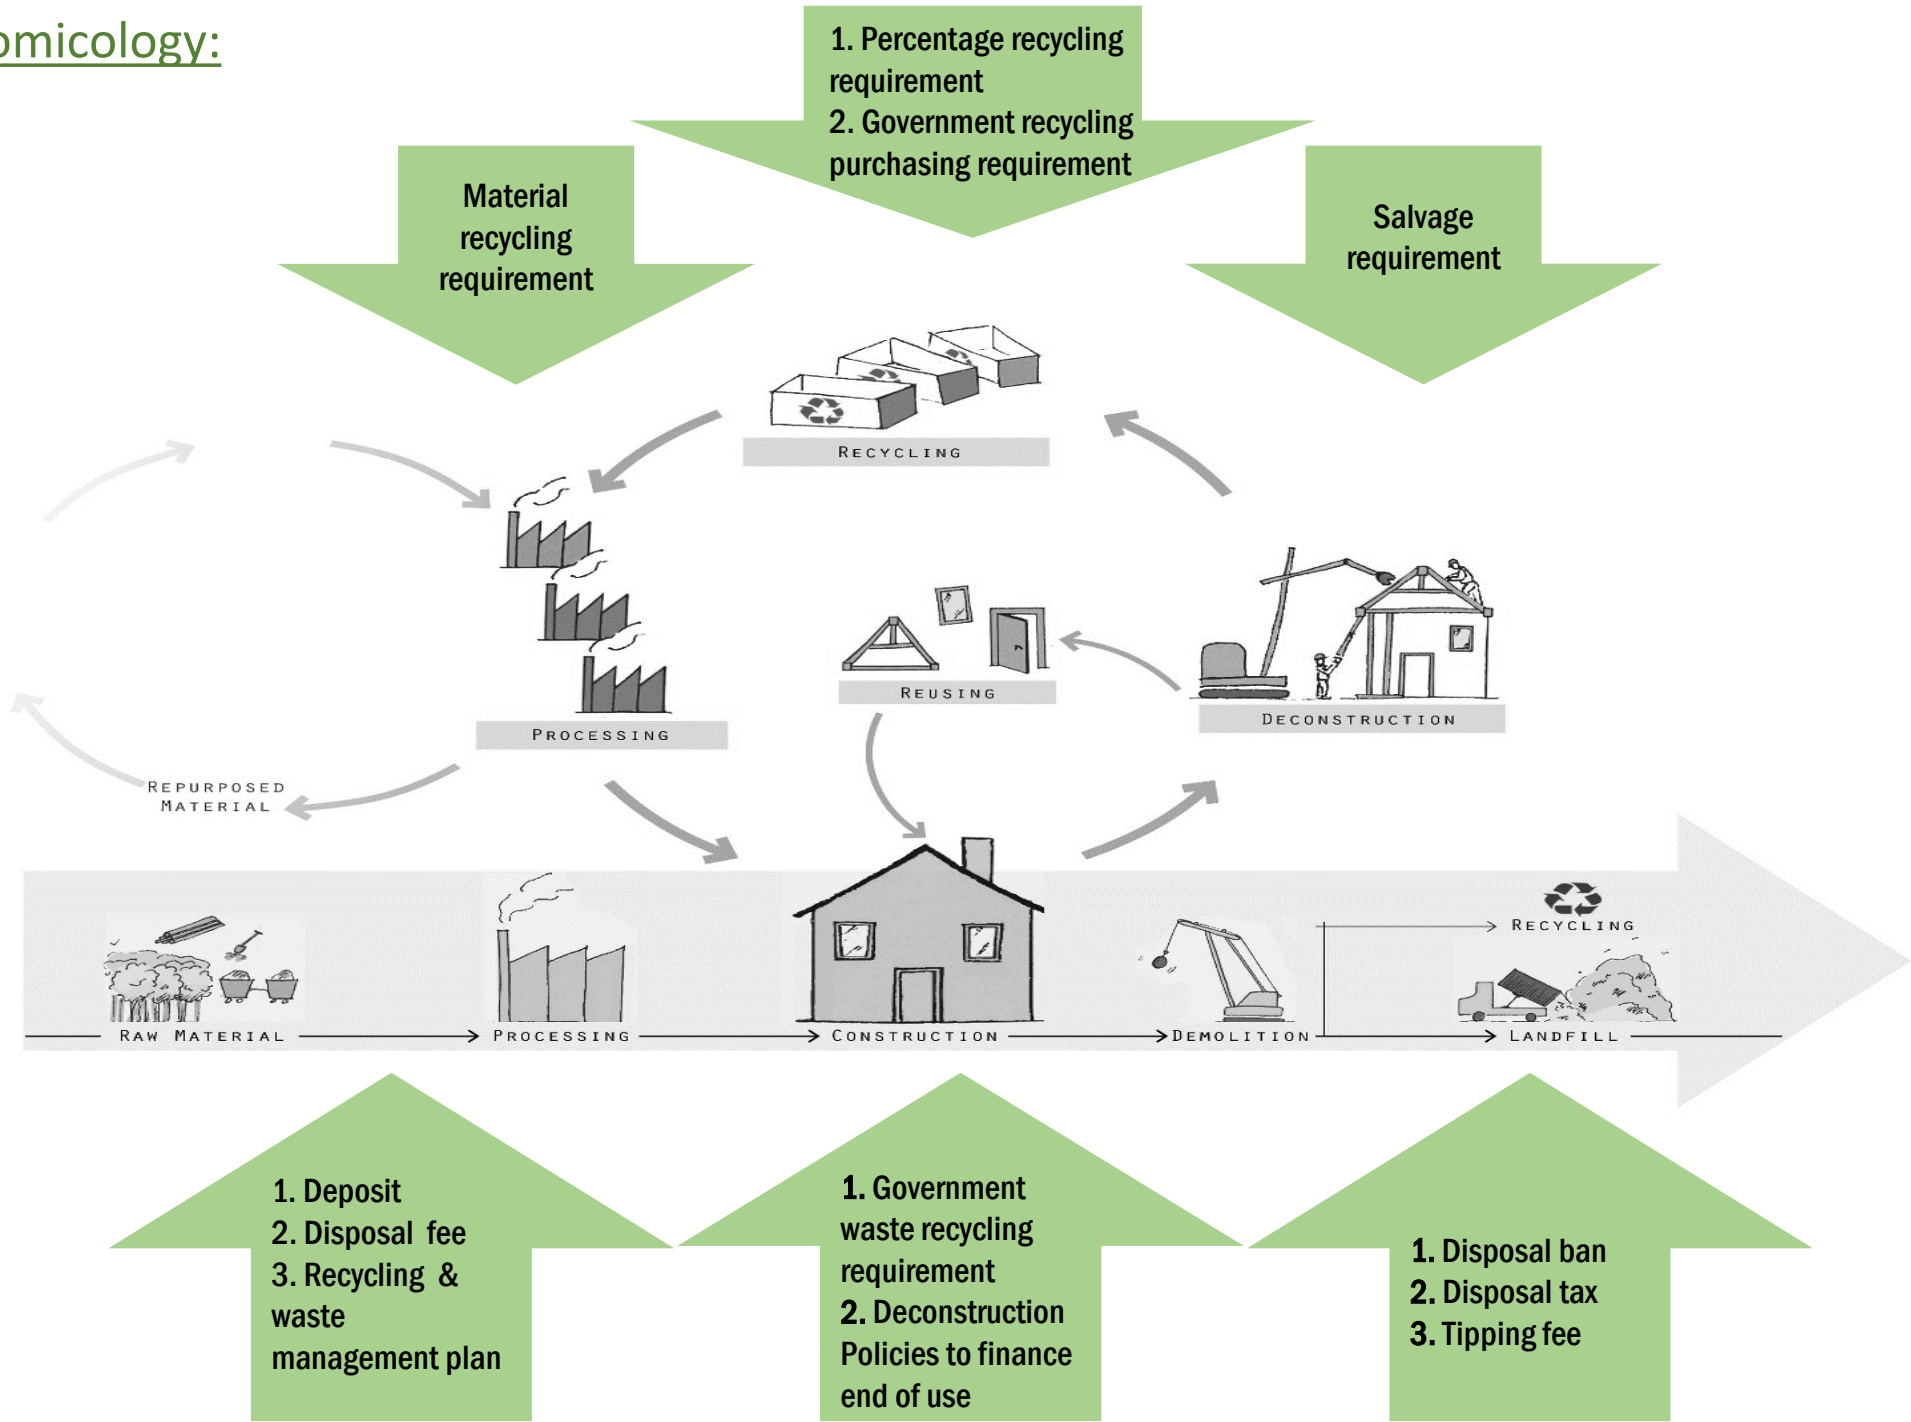 omicology:
1. Percentage recycling
requirement
2. Government recycling
purchasing requirement
Material
recycling
requirement
Salvage
requirement
RECYCLING
PROCESSING
REUSING
DECONSTRUCTION
REPURPOSED
MATERIAL
RECYCLING
RAW MATERIAL
PROCESSING
CONSTRUCTION
DEMOLITION
LANDFILL
1. Deposit
2. Disposal fee
3. Recycling &
waste
management plan
1. Government
waste recycling
requirement
2. Deconstruction
Policies to finance
end of use
1. Disposal ban
2. Disposal tax
3. Tipping fee